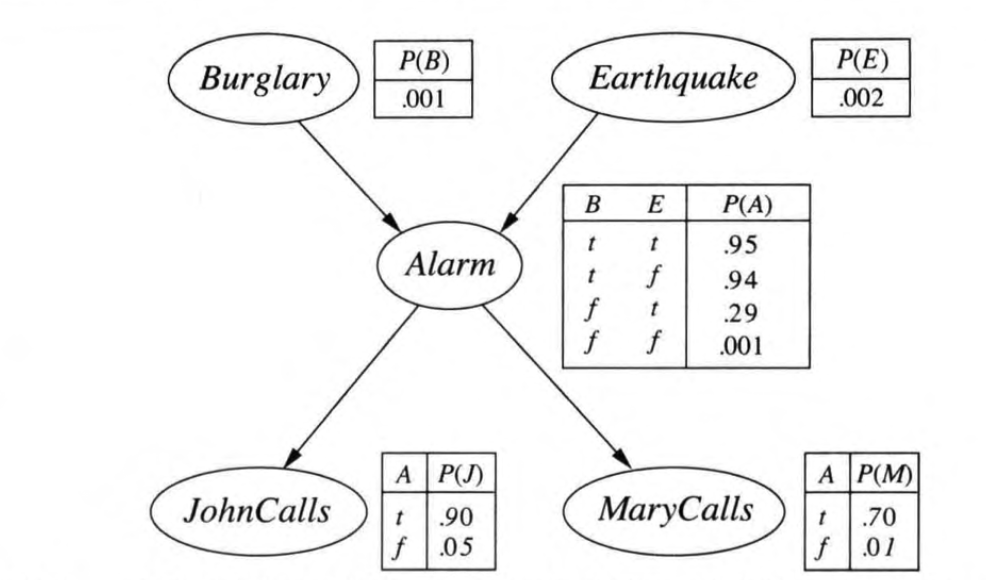 Burglary
P(B)
.001
Earthquake
P(E)
.002
Alarm
B E P(A)
t t .95
t f .94
f t .29
f f .001
JohnCalls
A P(J)
t .90
f .05
MaryCalls
A P(M)
t .70
f .01